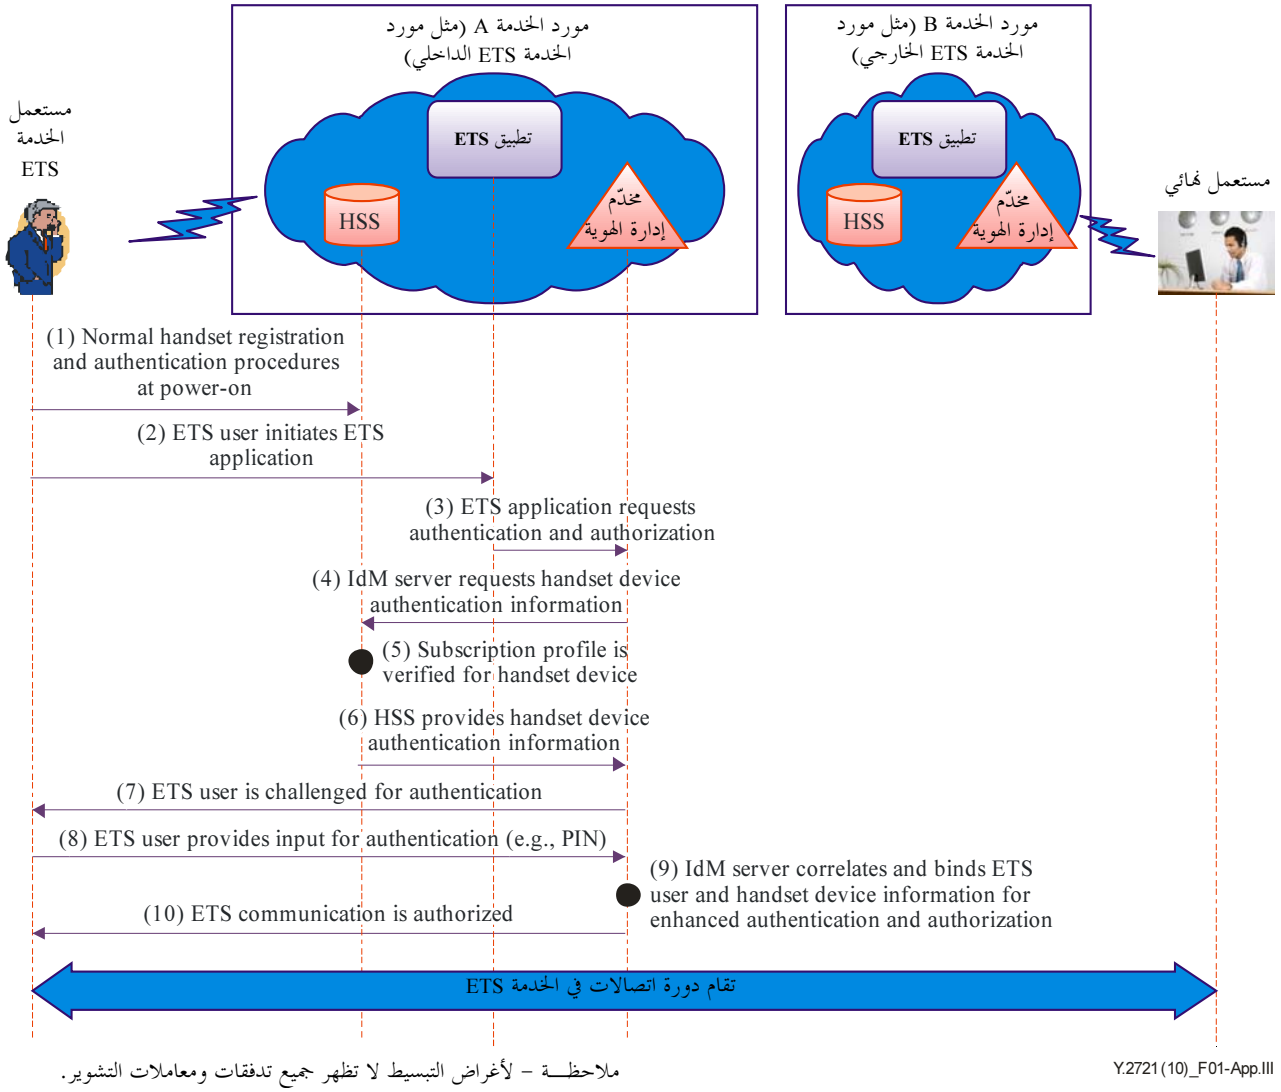 مورد الخدمة A (مثل مورد
الخدمة ETS الداخلي)
مورد الخدمة B (مثل مورد
الخدمة ETS الخارجي)
مستعمل
الخدمة
ETS
تطبيق ETS
HSS
مخدّم
إدارة الهوية
تطبيق ETS
HSS
مخدّم
إدارة الهوية
مستعمل نهائي
(1) Normal handset registration
and authentication procedures
at power-on
(2) ETS user initiates ETS
application
(3) ETS application requests
authentication and authorization
(4) IdM server requests handset device
authentication information
(5) Subscription profile is
verified for handset device
(6) HSS provides handset device
authentication information
(7) ETS user is challenged for authentication
(8) ETS user provides input for authentication (e.g., PIN)
(9) IdM server correlates and binds ETS
user and handset device information for
enhanced authentication and authorization
(10) ETS communication is authorized
تقام دورة اتصالات في الخدمة ETS
ملاحظـــة – لأغراض التبسيط لا تظهر جميع تدفقات ومعاملات التشوير.
Y.2721(10)_F01-App.III